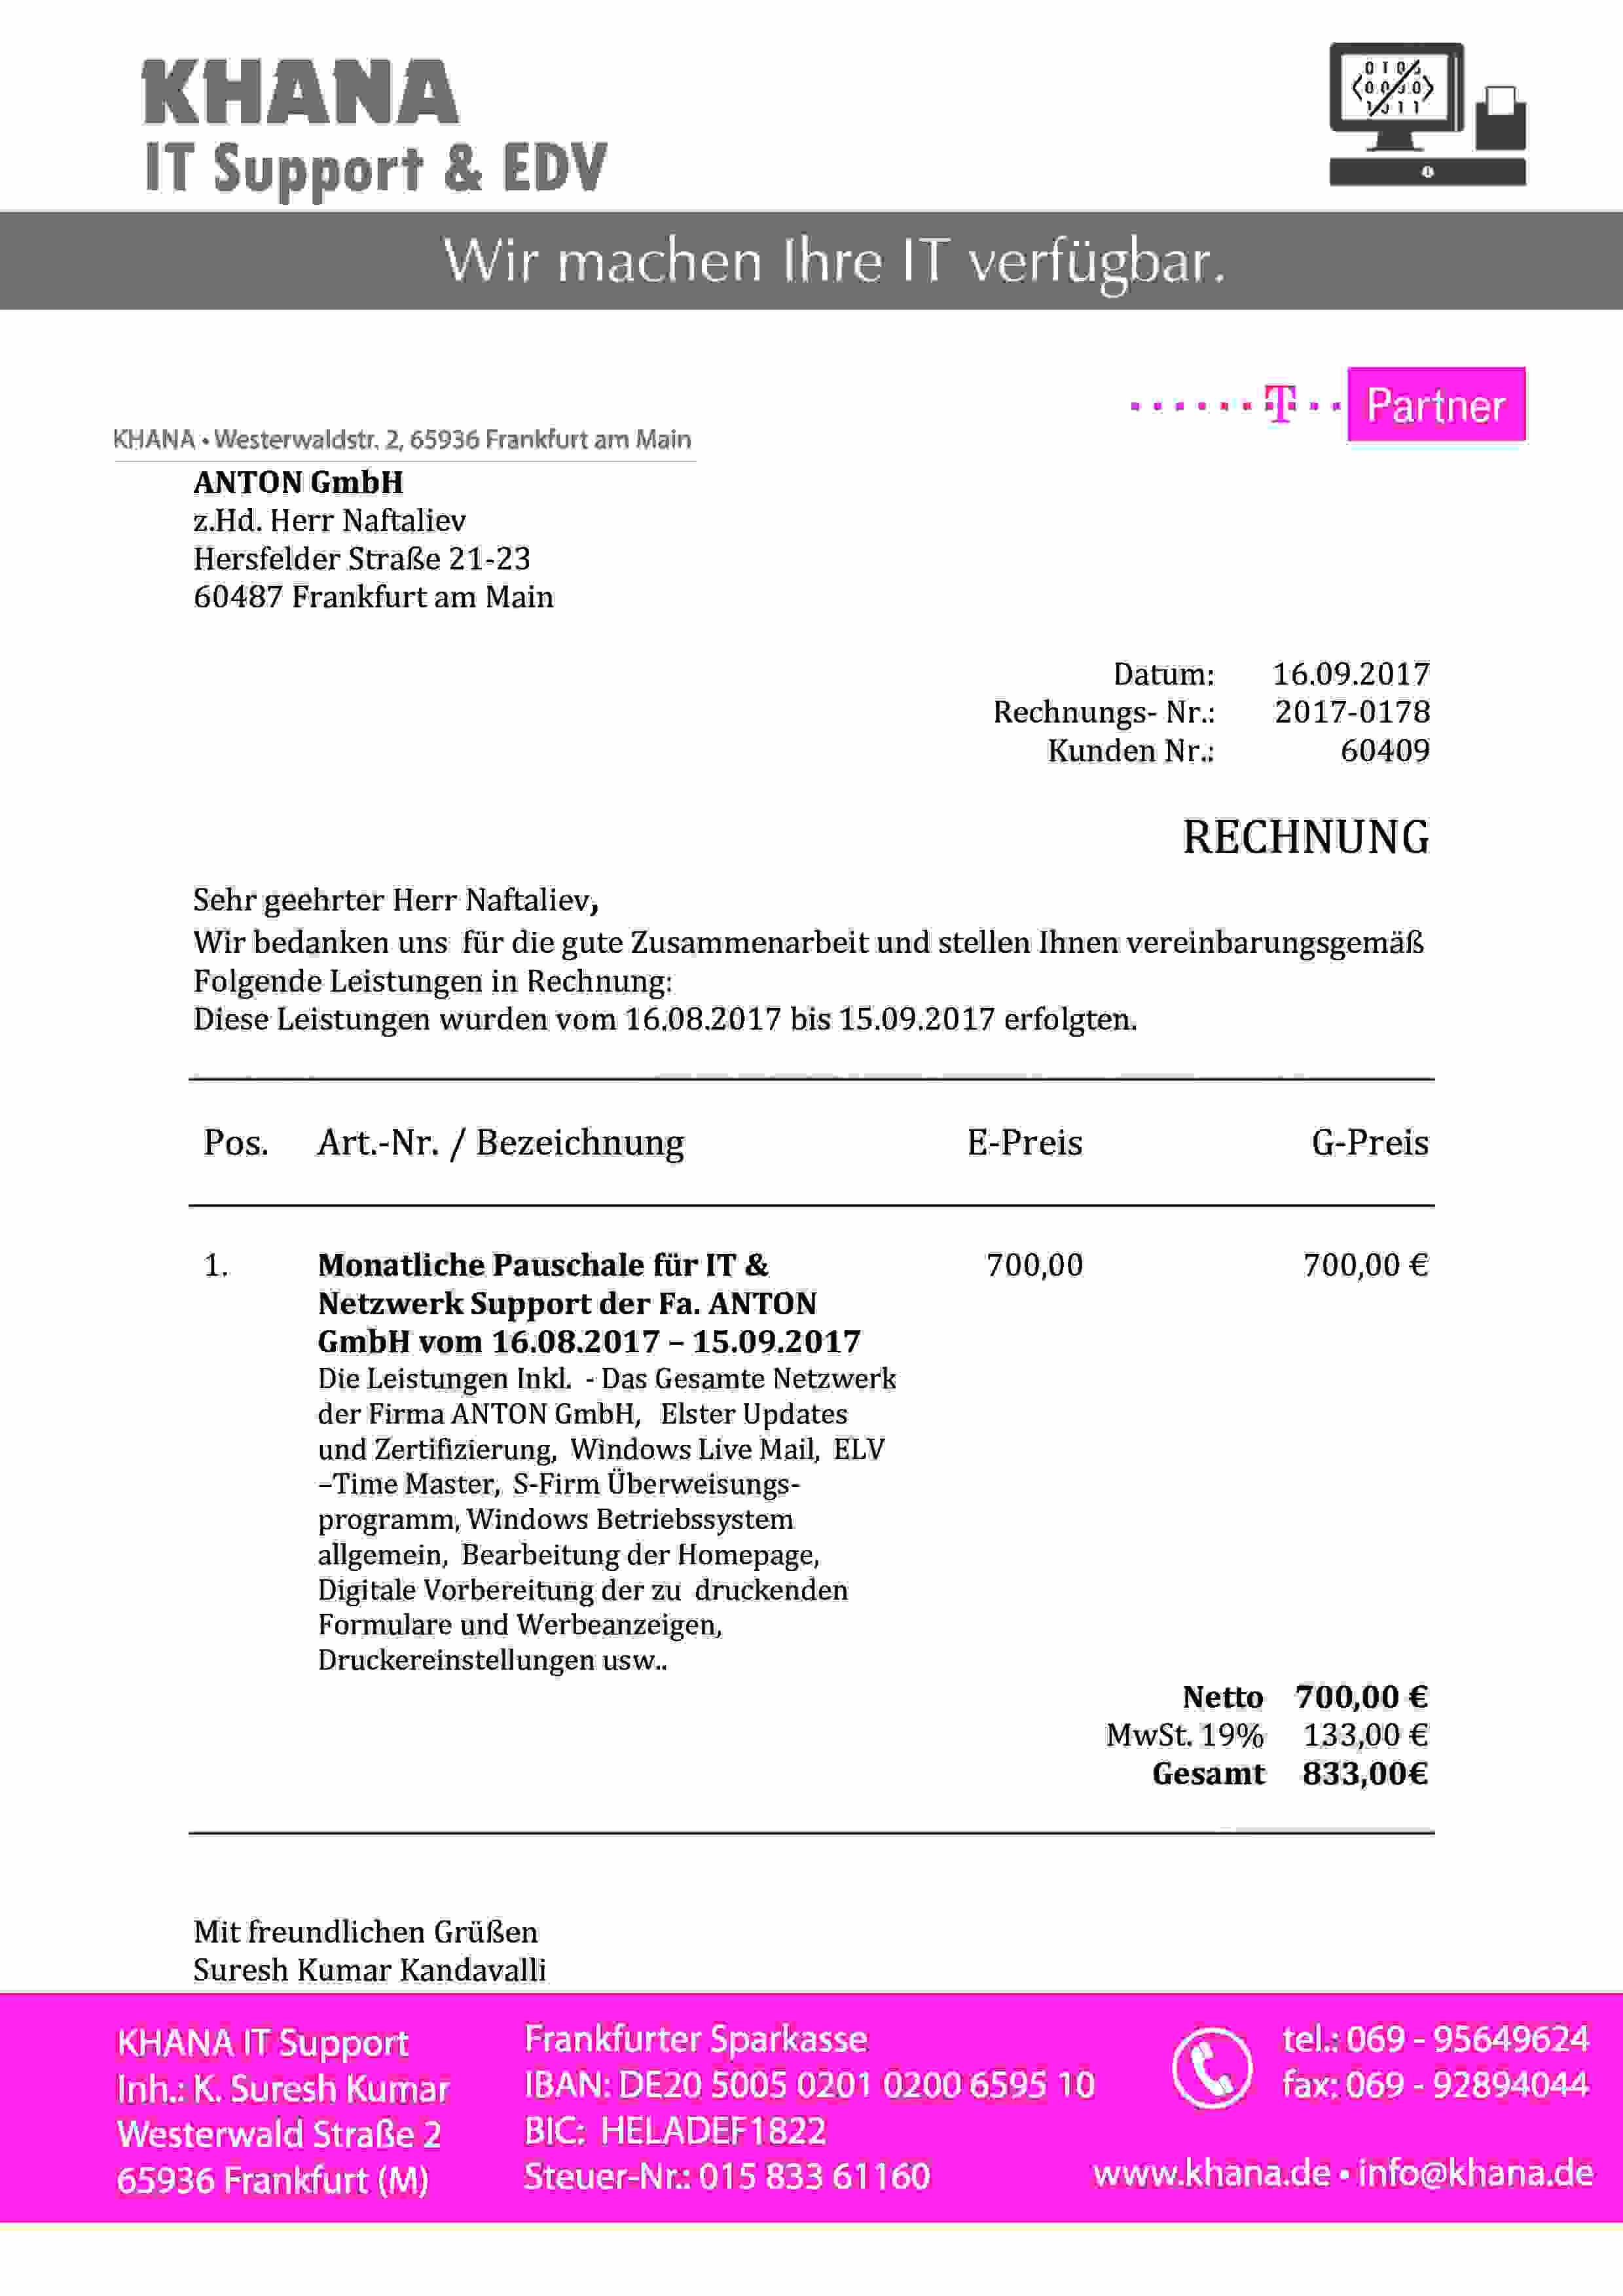 KHANA
IT Support & EDV
Wir machen Ihre IT verfügbar.
T Partner
KHANA • Westerwaldstr. 2, 65936 Frankfurt am Main
ANTON GmbH
z.Hd. Herr Naftaliev
Hersfelder Straße 21-23
60487 Frankfurt am Main
Datum: 16.09.2017
Rechnungs- Nr.: 2017-0178
Kunden Nr.: 60409
RECHNUNG
Sehr geehrter Herr Naftaliev,
Wir bedanken uns für die gute Zusammenarbeit und stellen Ihnen vereinbarungsgemäß
Folgende Leistungen in Rechnung:
Diese Leistungen wurden vom 16.08.2017 bis 15.09.2017 erfolgten.
Pos. Art.-Nr. / Bezeichnung E-Preis G-Preis
1. Monatliche Pauschale für IT & 700,00 700,00 €
Netzwerk Support der Fa. ANTON
GmbH vom 16.08.2017 – 15.09.2017
Die Leistungen Inkl. - Das Gesamte Netzwerk
der Firma ANTON GmbH, Elster Updates
und Zertifizierung, Windows Live Mail, ELV
–Time Master, S-Firm Überweisungs-
programm, Windows Betriebssystem
allgemein, Bearbeitung der Homepage,
Digitale Vorbereitung der zu druckenden
Formulare und Werbeanzeigen,
Druckereinstellungen usw..
Netto 700,00 €
MwSt. 19% 133,00 €
Gesamt 833,00€
Mit freundlichen Grüßen
Suresh Kumar Kandavalli
KHANA IT Support
Inh.: K. Suresh Kumar
Westerwald Straße 2
65936 Frankfurt (M)
Frankfurter Sparkasse
IBAN: DE20 5005 0201 0200 6595 10
BIC: HELADEF1822
Steuer-Nr.: 015 833 61160
tel.: 069 - 95649624
fax: 069 - 92894044
www.khana.de • info@khana.de